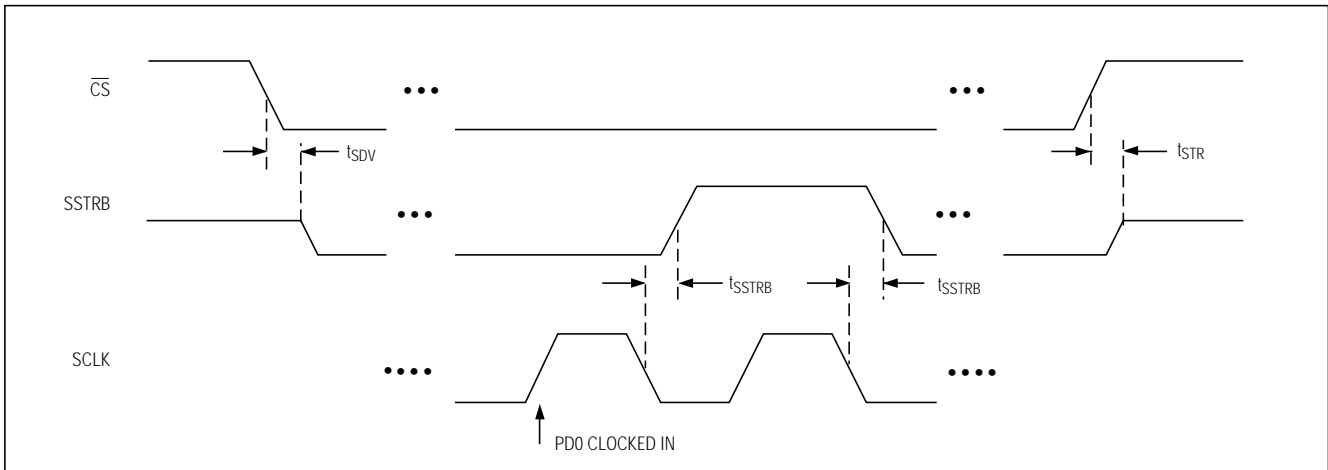 CS
tSDV
tSTR
SSTRB
tSSTRB
tSSTRB
SCLK
PD0 CLOCKED IN